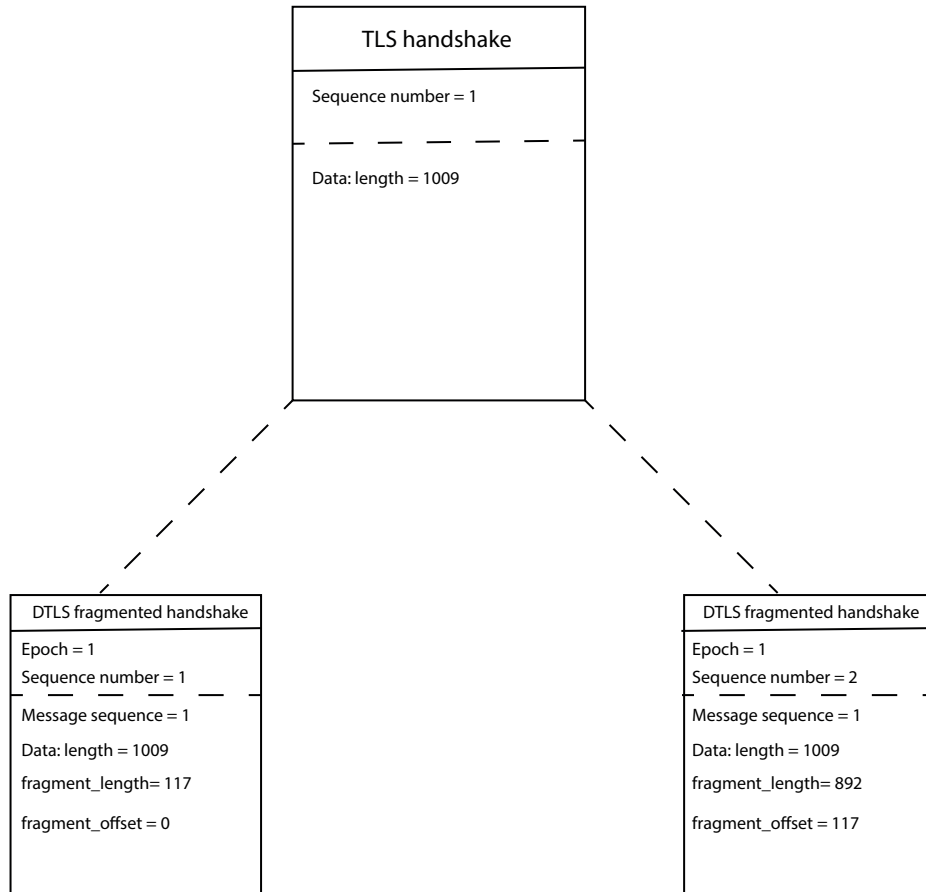 TLS handshake
Sequence number = 1
Data: length = 1009
DTLS fragmented handshake
Epoch = 1
Sequence number = 1
Message sequence = 1
Data: length = 1009
fragment_length= 117
fragment_offset = 0
DTLS fragmented handshake
Epoch = 1
Sequence number = 2
Message sequence = 1
Data: length = 1009
fragment_length= 892
fragment_offset = 117